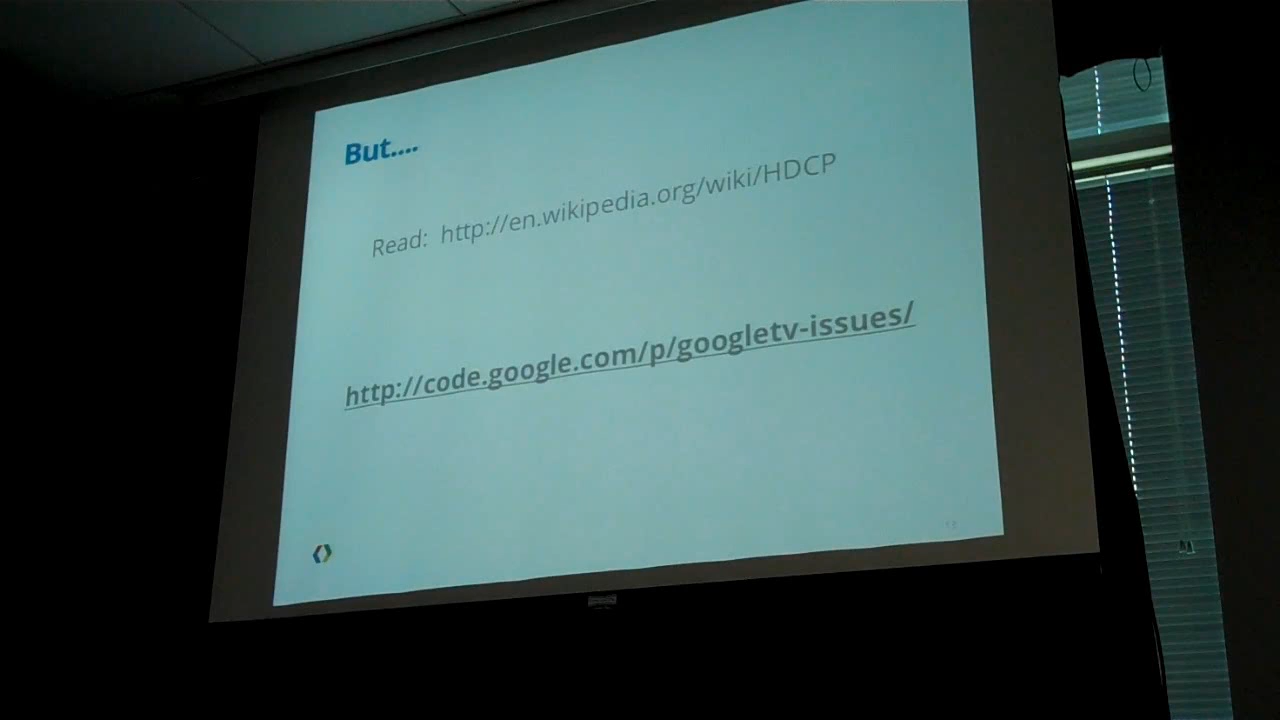 But....
Read: http://en.wikipedia.org/wiki/HDCP
http://code.google.com/p/googletv-issues/